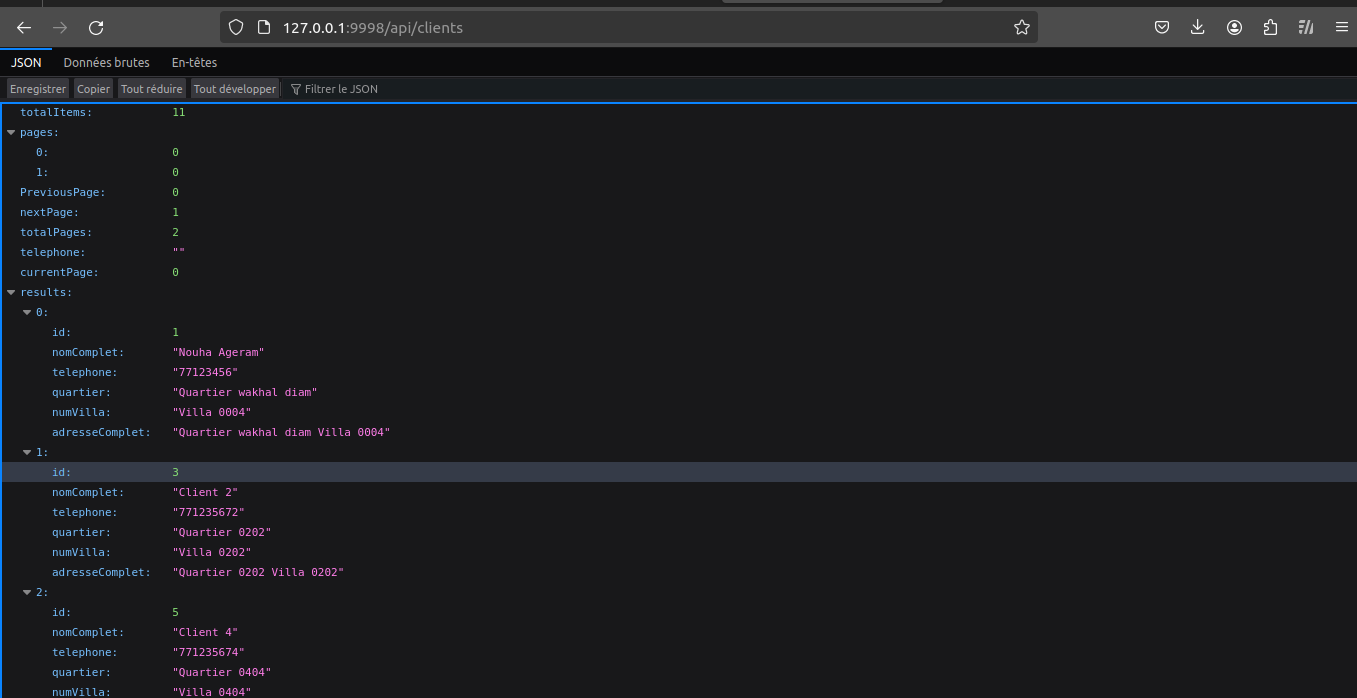 127.0.0.1:9998/api/clients
JSON Données brutes En-têtes
Enregistrer Copier Tout réduire Tout développer Filtrer le JSON
totalItems: 11
pages:
0: 0
1: 0
PreviousPage: 0
nextPage: 1
totalPages: 2
telephone: ""
currentPage: 0
results:
0:
id: 1
nomComplet: "Nouha Ageram"
telephone: "77123456"
quartier: "Quartier wakhal diam"
numVilla: "Villa 0004"
adresseComplet: "Quartier wakhal diam Villa 0004"
1:
id: 3
nomComplet: "Client 2"
telephone: "771235672"
quartier: "Quartier 0202"
numVilla: "Villa 0202"
adresseComplet: "Quartier 0202 Villa 0202"
2:
id: 5
nomComplet: "Client 4"
telephone: "771235674"
quartier: "Quartier 0404"
numVilla: "Villa 0404"